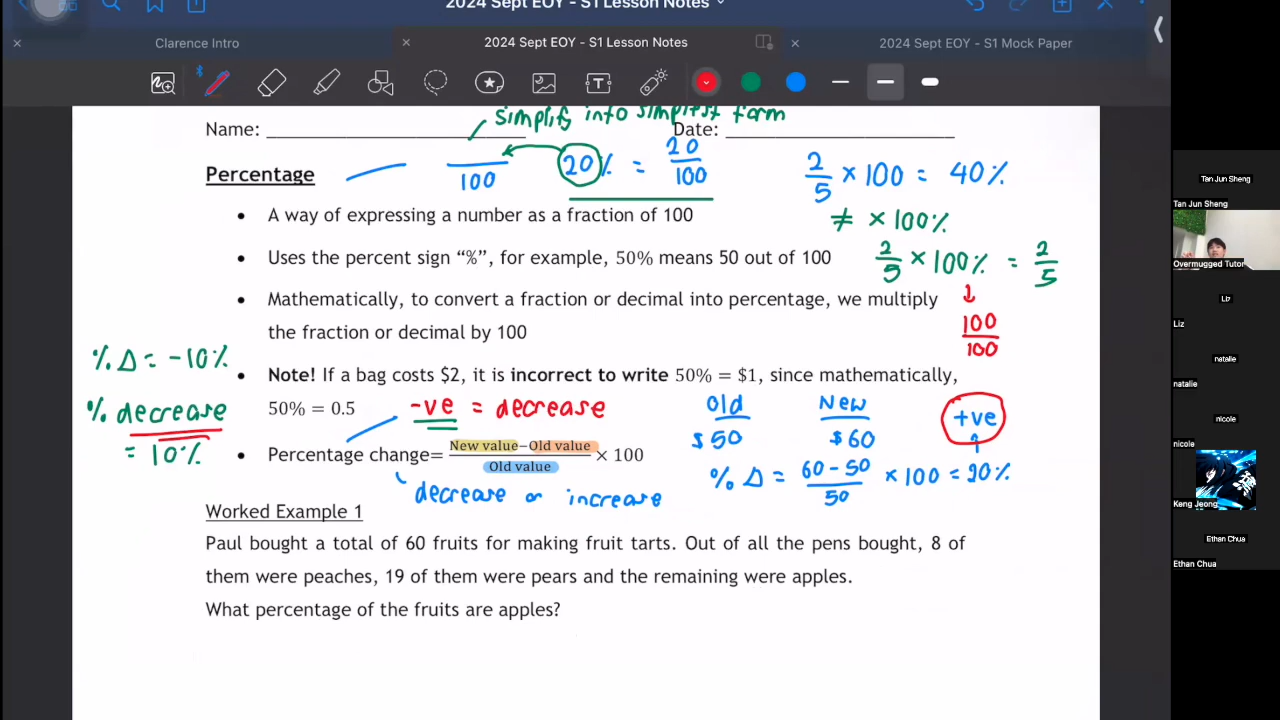 2024 Sept EOY - S1 Lesson Notes
Clarence Intro
2024 Sept EOY - S1 Lesson Notes
2024 Sept EOY - S1 Mock Paper
simplify into simplest form
Name:
Date:
Percentage
100
20% = 20/100
2/5 × 100 = 40%
≠ × 100%
2/5 × 100% = 2/5
↓
100/100
• A way of expressing a number as a fraction of 100
• Uses the percent sign “%”, for example, 50% means 50 out of 100
• Mathematically, to convert a fraction or decimal into percentage, we multiply
the fraction or decimal by 100
• Note! If a bag costs $2, it is incorrect to write 50% = $1, since mathematically,
50% = 0.5
% Δ = -10%
% decrease
= 10%
-ve = decrease
• Percentage change= New value−Old value / Old value × 100
decrease or increase
Old New
$50 $60
+ve
% Δ = 60 - 50 / 50 × 100 = 20%
Worked Example 1
Paul bought a total of 60 fruits for making fruit tarts. Out of all the pens bought, 8 of
them were peaches, 19 of them were pears and the remaining were apples.
What percentage of the fruits are apples?
Tan Jun Sheng
Tan Jun Sheng
Overmugged Tutor
Liz
Liz
natalie
natalie
nicole
nicole
Keng Jeong
Ethan Chua
Ethan Chua